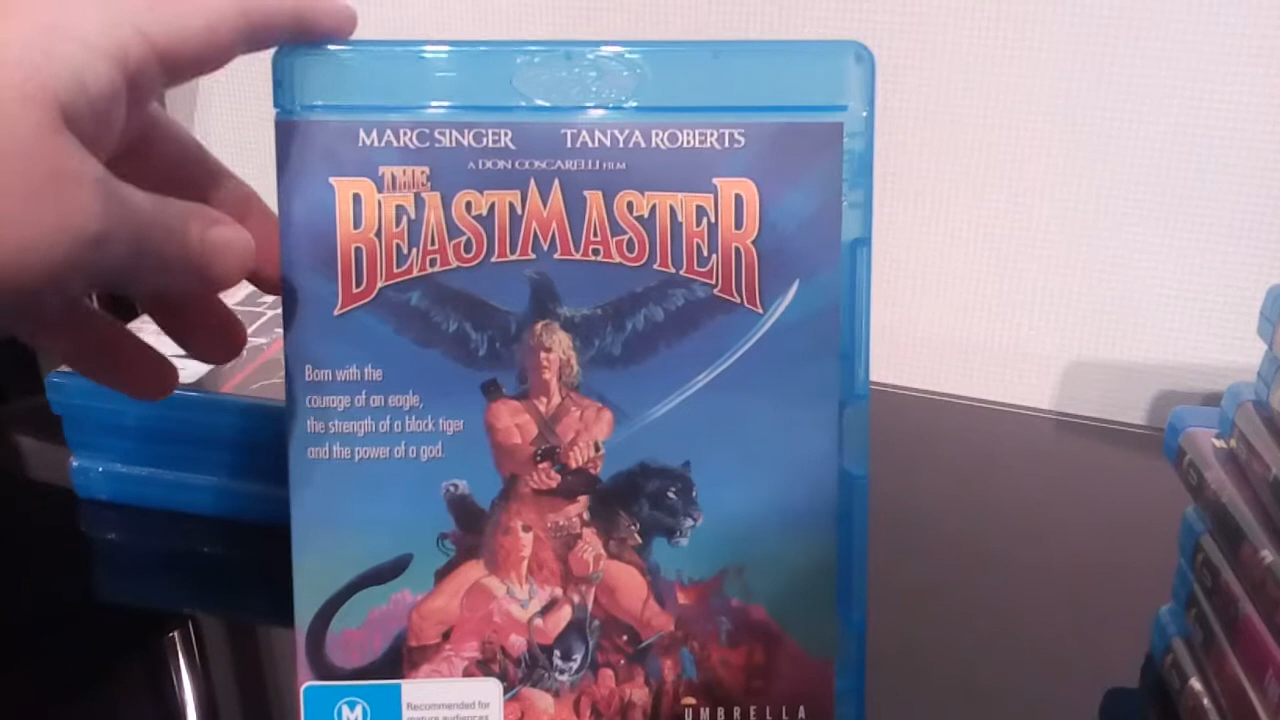 MARC SINGER TANYA ROBERTS
A DON COSCARELLI FILM
THE
BEASTMASTER
Born with the
courage of an eagle,
the strength of a black tiger
and the power of a god.
M
Recommended for
mature audiences
UMBRELLA